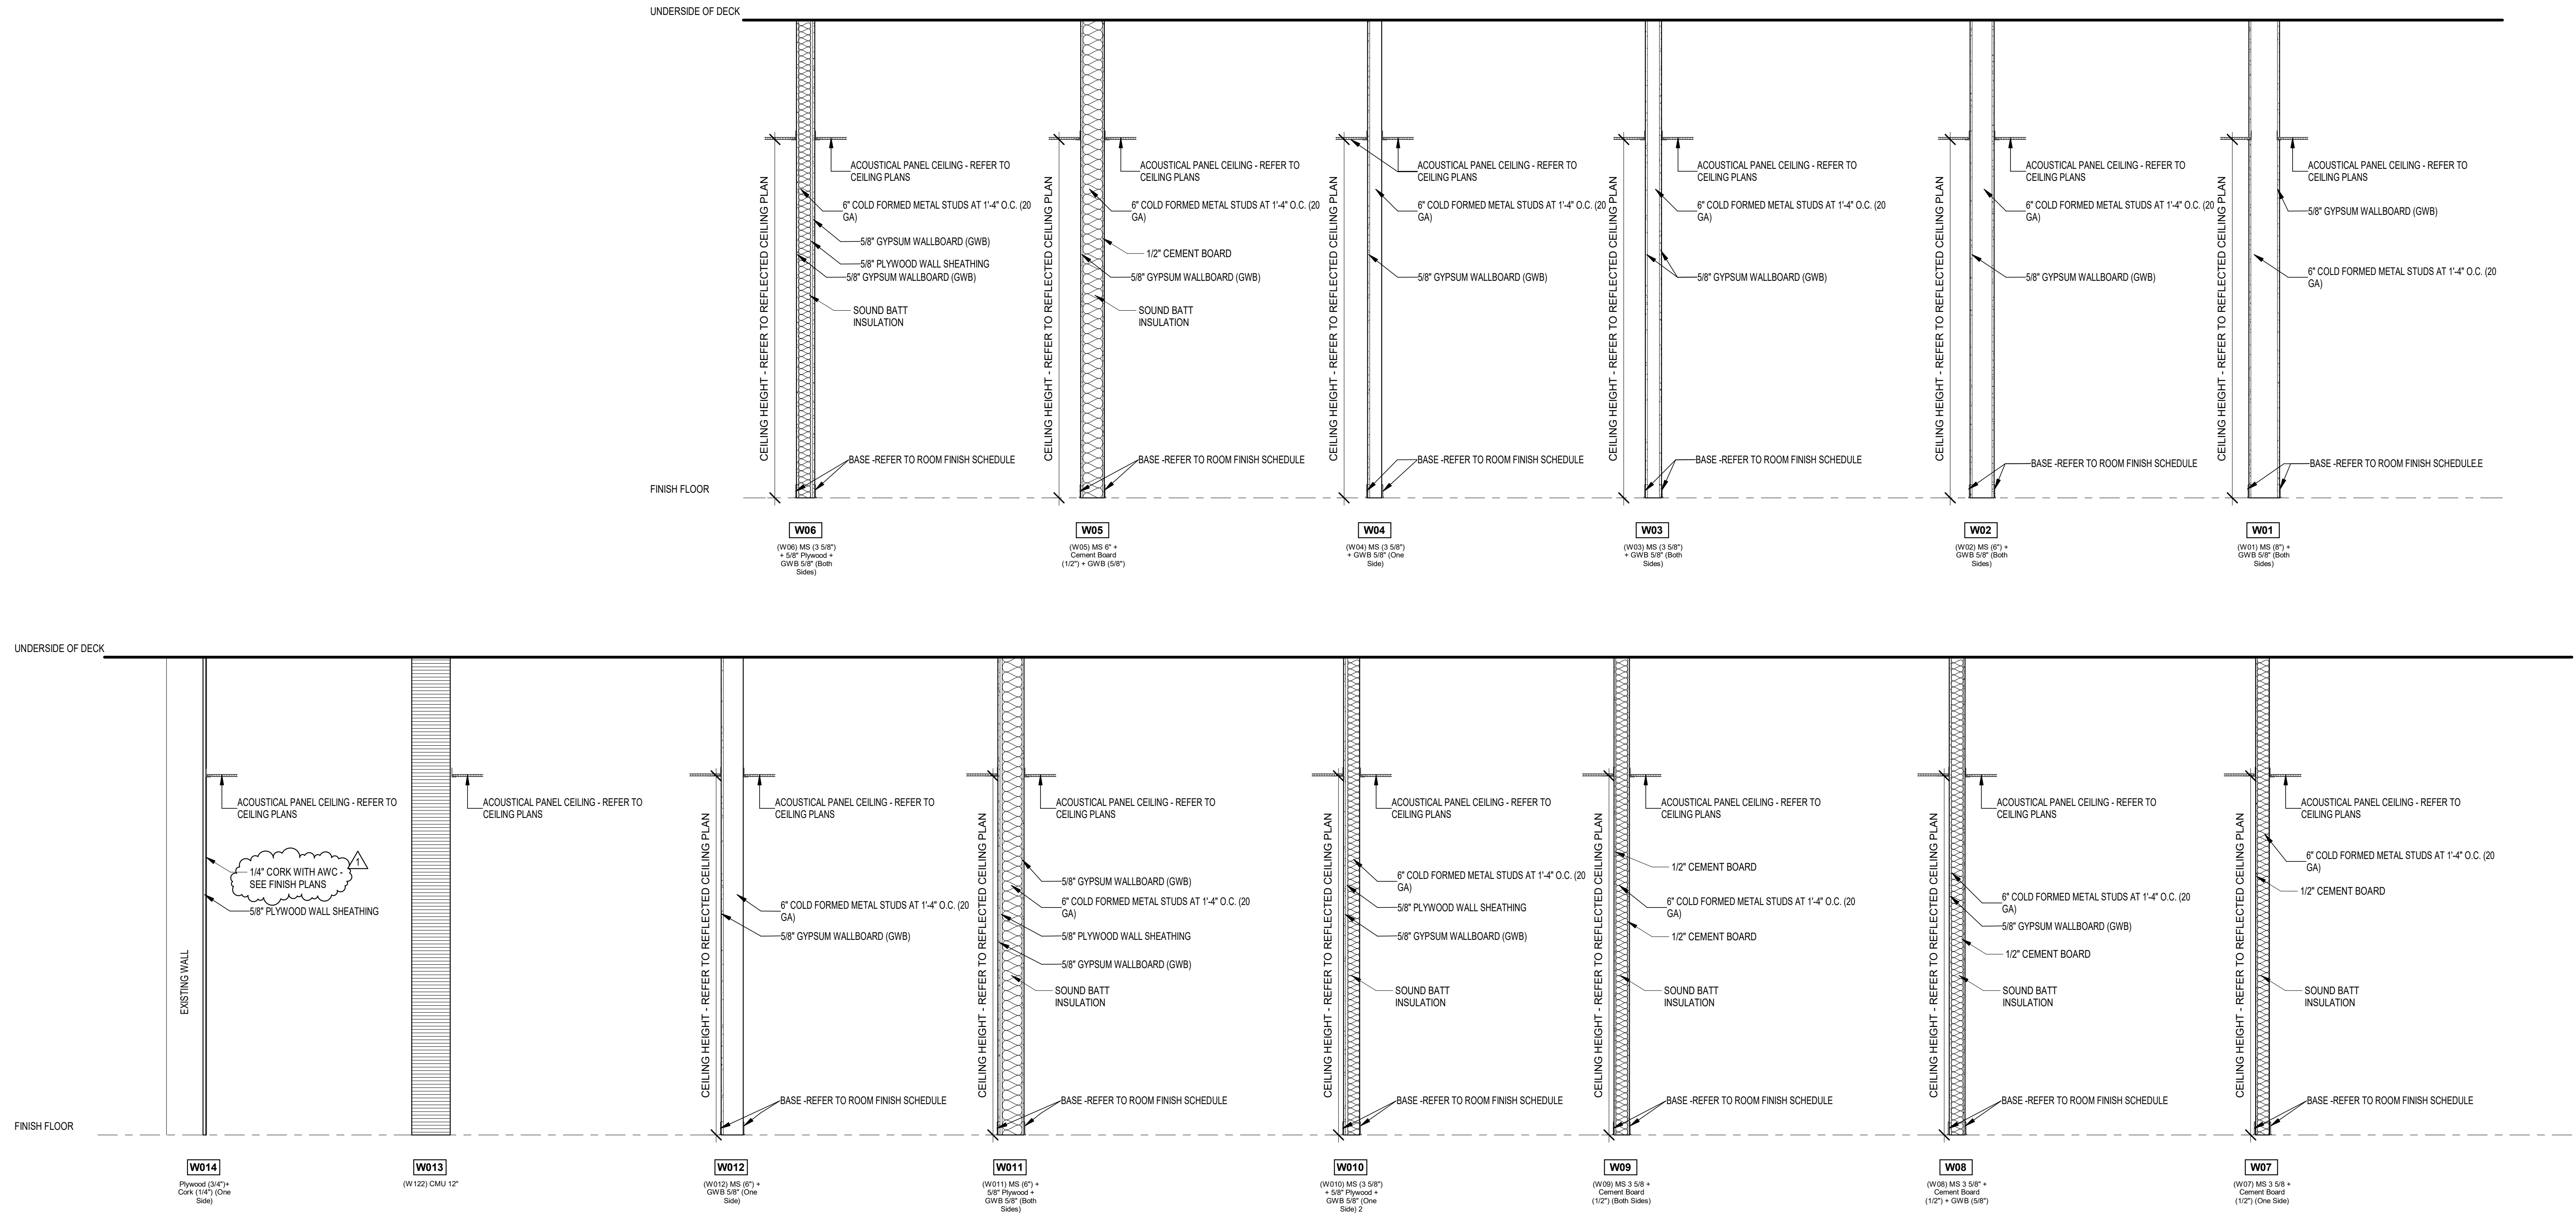 UNDERSIDE OF DECK
CEILING HEIGHT - REFER TO REFLECTED CEILING PLAN
ACOUSTICAL PANEL CEILING - REFER TO
CEILING PLANS
6" COLD FORMED METAL STUDS AT 1'-4" O.C. (20
GA)
5/8" GYPSUM WALLBOARD (GWB)
5/8" PLYWOOD WALL SHEATHING
5/8" GYPSUM WALLBOARD (GWB)
SOUND BATT
INSULATION
BASE -REFER TO ROOM FINISH SCHEDULE
CEILING HEIGHT - REFER TO REFLECTED CEILING PLAN
ACOUSTICAL PANEL CEILING - REFER TO
CEILING PLANS
6" COLD FORMED METAL STUDS AT 1'-4" O.C. (20
GA)
1/2" CEMENT BOARD
5/8" GYPSUM WALLBOARD (GWB)
SOUND BATT
INSULATION
BASE -REFER TO ROOM FINISH SCHEDULE
CEILING HEIGHT - REFER TO REFLECTED CEILING PLAN
ACOUSTICAL PANEL CEILING - REFER TO
CEILING PLANS
6" COLD FORMED METAL STUDS AT 1'-4" O.C. (20
GA)
5/8" GYPSUM WALLBOARD (GWB)
BASE -REFER TO ROOM FINISH SCHEDULE
CEILING HEIGHT - REFER TO REFLECTED CEILING PLAN
ACOUSTICAL PANEL CEILING - REFER TO
CEILING PLANS
6" COLD FORMED METAL STUDS AT 1'-4" O.C. (20
GA)
5/8" GYPSUM WALLBOARD (GWB)
BASE -REFER TO ROOM FINISH SCHEDULE
CEILING HEIGHT - REFER TO REFLECTED CEILING PLAN
ACOUSTICAL PANEL CEILING - REFER TO
CEILING PLANS
6" COLD FORMED METAL STUDS AT 1'-4" O.C. (20
GA)
5/8" GYPSUM WALLBOARD (GWB)
BASE -REFER TO ROOM FINISH SCHEDULE
CEILING HEIGHT - REFER TO REFLECTED CEILING PLAN
ACOUSTICAL PANEL CEILING - REFER TO
CEILING PLANS
5/8" GYPSUM WALLBOARD (GWB)
6" COLD FORMED METAL STUDS AT 1'-4" O.C. (20
GA)
BASE -REFER TO ROOM FINISH SCHEDULE.E
FINISH FLOOR
W06
(W06) MS (3 5/8")
+ 5/8" Plywood +
GWB 5/8" (Both
Sides)
W05
(W05) MS 6" +
Cement Board
(1/2") + GWB (5/8")
W04
(W04) MS (3 5/8")
+ GWB 5/8" (One
Side)
W03
(W03) MS (3 5/8")
+ GWB 5/8" (Both
Sides)
W02
(W02) MS (6") +
GWB 5/8" (Both
Sides)
W01
(W01) MS (8") +
GWB 5/8" (Both
Sides)
UNDERSIDE OF DECK
EXISTING WALL
ACOUSTICAL PANEL CEILING - REFER TO
CEILING PLANS
1
1/4" CORK WITH AWC -
SEE FINISH PLANS
5/8" PLYWOOD WALL SHEATHING
ACOUSTICAL PANEL CEILING - REFER TO
CEILING PLANS
CEILING HEIGHT - REFER TO REFLECTED CEILING PLAN
ACOUSTICAL PANEL CEILING - REFER TO
CEILING PLANS
6" COLD FORMED METAL STUDS AT 1'-4" O.C. (20
GA)
5/8" GYPSUM WALLBOARD (GWB)
BASE -REFER TO ROOM FINISH SCHEDULE
CEILING HEIGHT - REFER TO REFLECTED CEILING PLAN
ACOUSTICAL PANEL CEILING - REFER TO
CEILING PLANS
5/8" GYPSUM WALLBOARD (GWB)
6" COLD FORMED METAL STUDS AT 1'-4" O.C. (20
GA)
5/8" PLYWOOD WALL SHEATHING
5/8" GYPSUM WALLBOARD (GWB)
SOUND BATT
INSULATION
BASE -REFER TO ROOM FINISH SCHEDULE
CEILING HEIGHT - REFER TO REFLECTED CEILING PLAN
ACOUSTICAL PANEL CEILING - REFER TO
CEILING PLANS
6" COLD FORMED METAL STUDS AT 1'-4" O.C. (20
GA)
5/8" PLYWOOD WALL SHEATHING
5/8" GYPSUM WALLBOARD (GWB)
SOUND BATT
INSULATION
BASE -REFER TO ROOM FINISH SCHEDULE
CEILING HEIGHT - REFER TO REFLECTED CEILING PLAN
ACOUSTICAL PANEL CEILING - REFER TO
CEILING PLANS
1/2" CEMENT BOARD
6" COLD FORMED METAL STUDS AT 1'-4" O.C. (20
GA)
1/2" CEMENT BOARD
SOUND BATT
INSULATION
BASE -REFER TO ROOM FINISH SCHEDULE
CEILING HEIGHT - REFER TO REFLECTED CEILING PLAN
ACOUSTICAL PANEL CEILING - REFER TO
CEILING PLANS
6" COLD FORMED METAL STUDS AT 1'-4" O.C. (20
GA)
5/8" GYPSUM WALLBOARD (GWB)
1/2" CEMENT BOARD
SOUND BATT
INSULATION
BASE -REFER TO ROOM FINISH SCHEDULE
CEILING HEIGHT - REFER TO REFLECTED CEILING PLAN
ACOUSTICAL PANEL CEILING - REFER TO
CEILING PLANS
6" COLD FORMED METAL STUDS AT 1'-4" O.C. (20
GA)
1/2" CEMENT BOARD
SOUND BATT
INSULATION
BASE -REFER TO ROOM FINISH SCHEDULE
FINISH FLOOR
W014
Plywood (3/4")+
Cork (1/4") (One
Side)
W013
(W122) CMU 12"
W012
(W012) MS (6") +
GWB 5/8" (One
Side)
W011
(W011) MS (6") +
5/8" Plywood +
GWB 5/8" (Both
Sides)
W010
(W010) MS (3 5/8")
+ 5/8" Plywood +
GWB 5/8" (One
Side) 2
W09
(W09) MS 3 5/8 +
Cement Board
(1/2") (Both Sides)
W08
(W08) MS 3 5/8" +
Cement Board
(1/2") + GWB (5/8")
W07
(W07) MS 3 5/8 +
Cement Board
(1/2") (One Side)